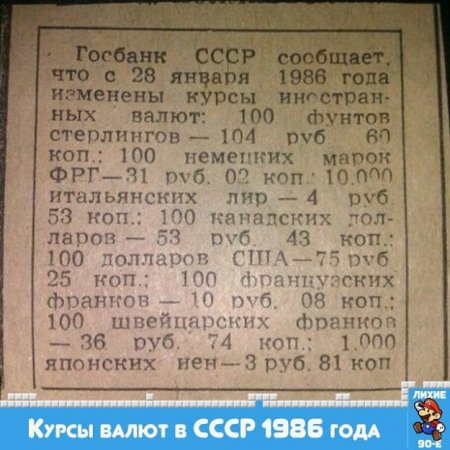 Госбанк СССР сообщает,
что с 28 января 1986 года
изменены курсы иностран-
ных валют: 100 фунтов
стерлингов — 104 руб 60
коп.; 100 немецких марок
ФРГ — 31 руб. 02 коп.; 10.000
итальянских лир — 4 руб
53 коп.; 100 канадских дол-
ларов — 53 руб. 43 коп.;
100 долларов США — 75 руб
25 коп.; 100 французских
франков — 10 руб. 08 коп.;
100 швейцарских франков
— 36 руб. 74 коп.; 1.000
японских иен — 3 руб. 81 коп
ЛИХИЕ
Курсы валют в СССР 1986 года
90-Е